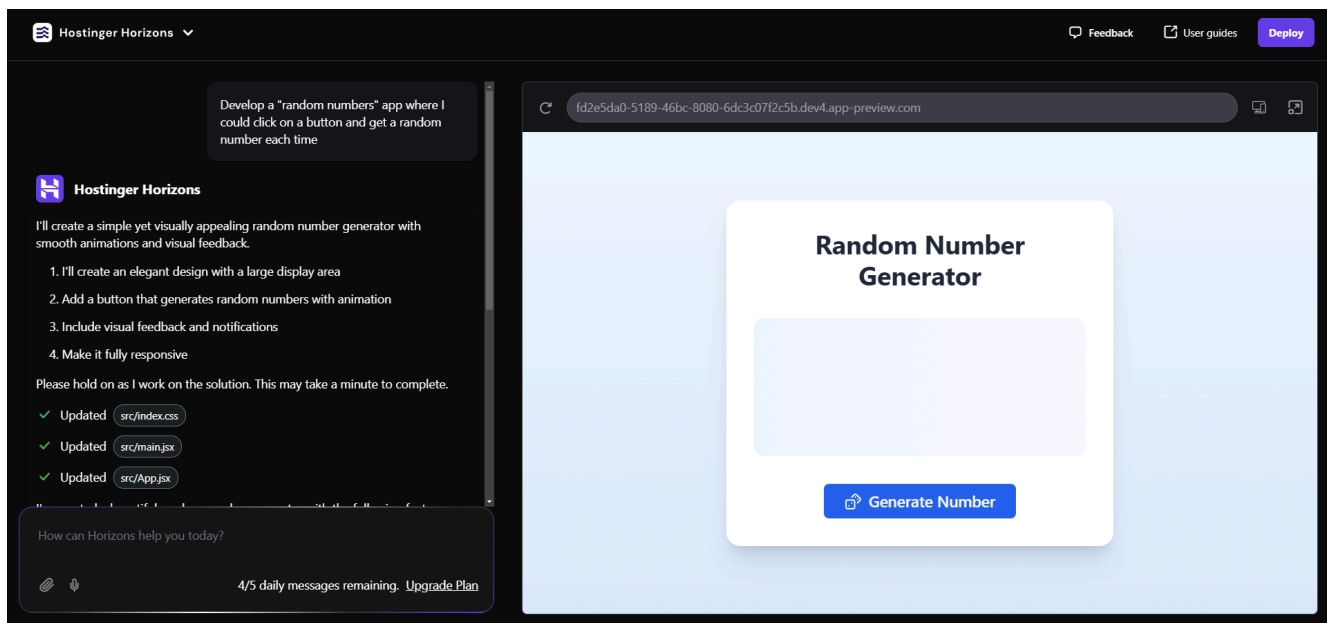 Hostinger Horizons
Feedback
User guides
Deploy
Develop a "random numbers" app where I
could click on a button and get a random
number each time
Hostinger Horizons
I'll create a simple yet visually appealing random number generator with
smooth animations and visual feedback.
1. I'll create an elegant design with a large display area
2. Add a button that generates random numbers with animation
3. Include visual feedback and notifications
4. Make it fully responsive
Please hold on as I work on the solution. This may take a minute to complete.
Updated src/index.css
Updated src/main.jsx
Updated src/App.jsx
How can Horizons help you today?
4/5 daily messages remaining. Upgrade Plan
fd2e5da0-5189-46bc-8080-6dc3c07f2c5b.dev4.app-preview.com
Random Number
Generator
Generate Number